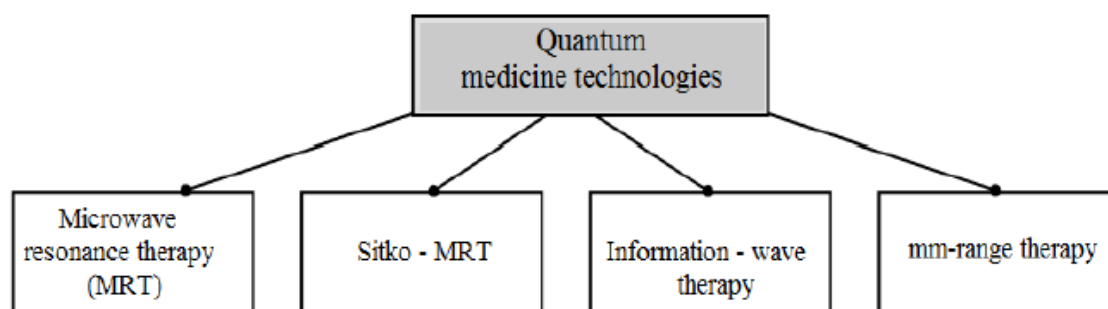 Quantum
medicine technologies
Microwave
resonance therapy
(MRT)
Sitko - MRT
Information - wave
therapy
mm-range therapy